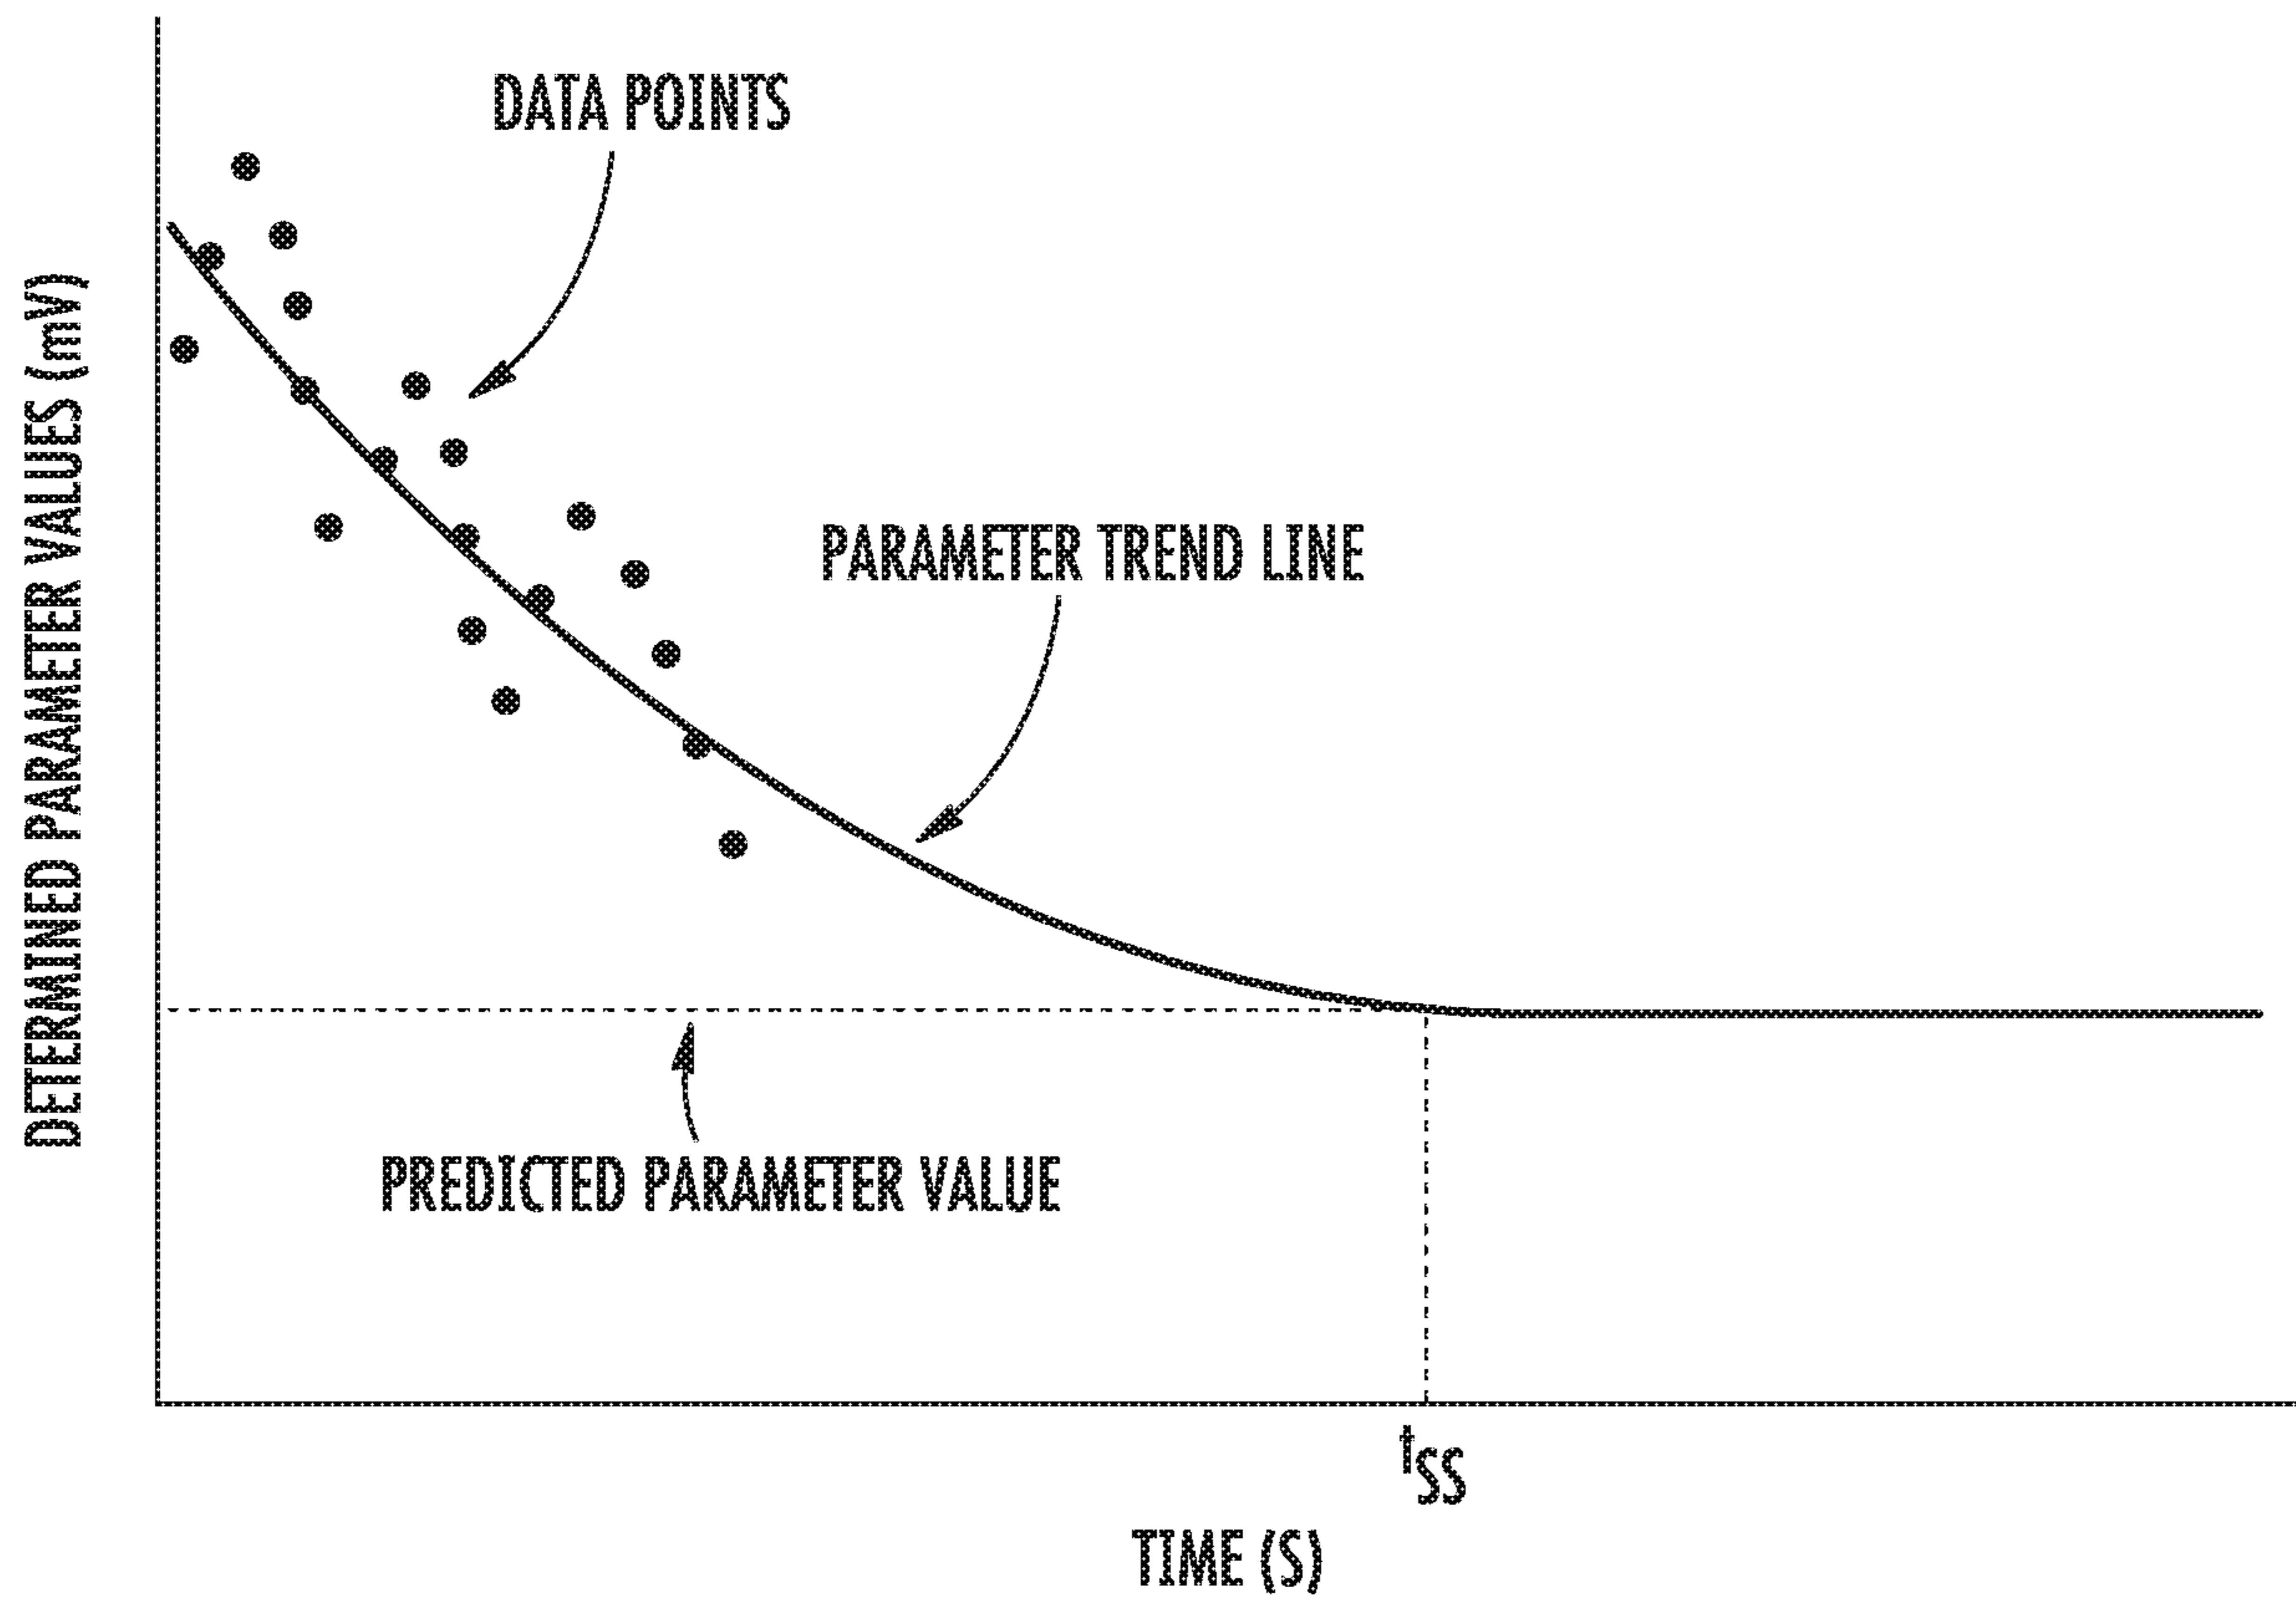 DATA POINTS
DETERMINED PARAMETER VALUES (mV)
PARAMETER TREND LINE
PREDICTED PARAMETER VALUE
tSS
TIME (S)